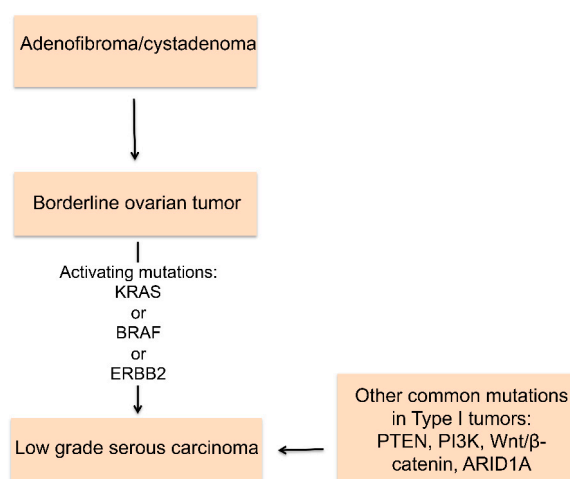 Adenofibroma/cystadenoma
Borderline ovarian tumor
Activating mutations:
KRAS
or
BRAF
or
ERBB2
Low grade serous carcinoma
Other common mutations
in Type I tumors:
PTEN, PI3K, Wnt/β-
catenin, ARID1A